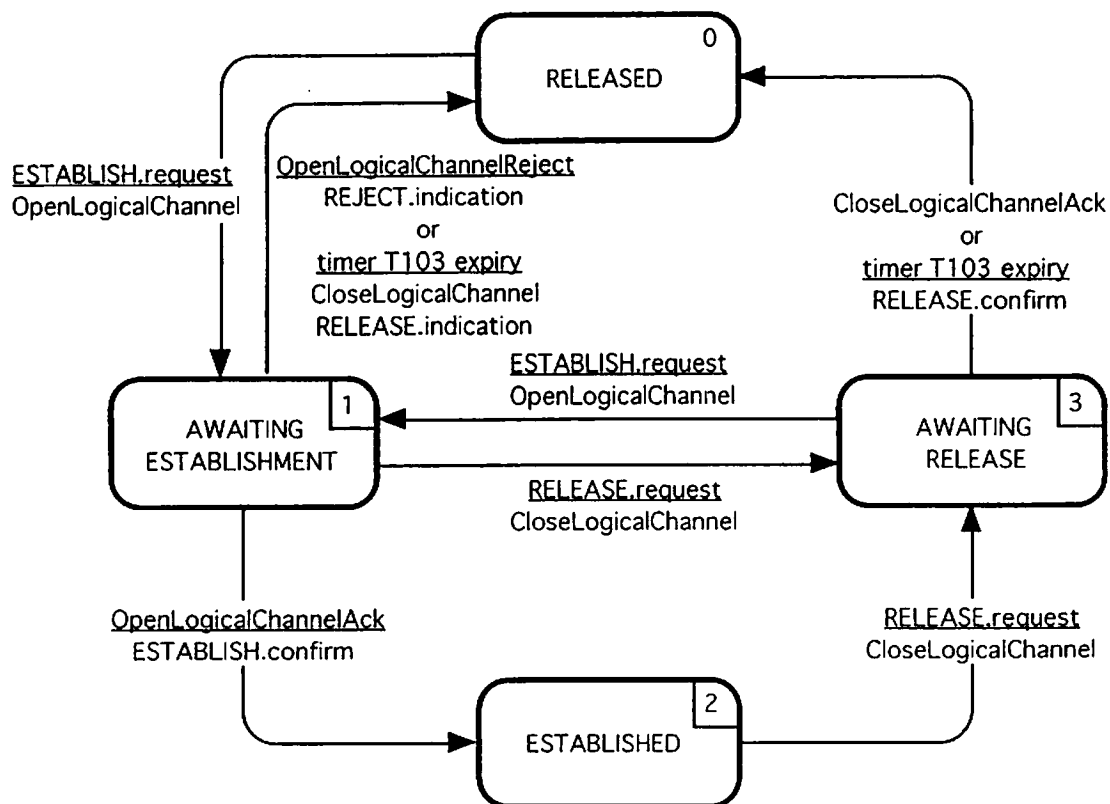 0
RELEASED
ESTABLISH.request
OpenLogicalChannel
OpenLogicalChannelReject
REJECT.indication
or
timer T103 expiry
CloseLogicalChannel
RELEASE.indication
CloseLogicalChannelAck
or
timer T103 expiry
RELEASE.confirm
ESTABLISH.request
OpenLogicalChannel
1
AWAITING
ESTABLISHMENT
3
AWAITING
RELEASE
RELEASE.request
CloseLogicalChannel
OpenLogicalChannelAck
ESTABLISH.confirm
RELEASE.request
CloseLogicalChannel
2
ESTABLISHED